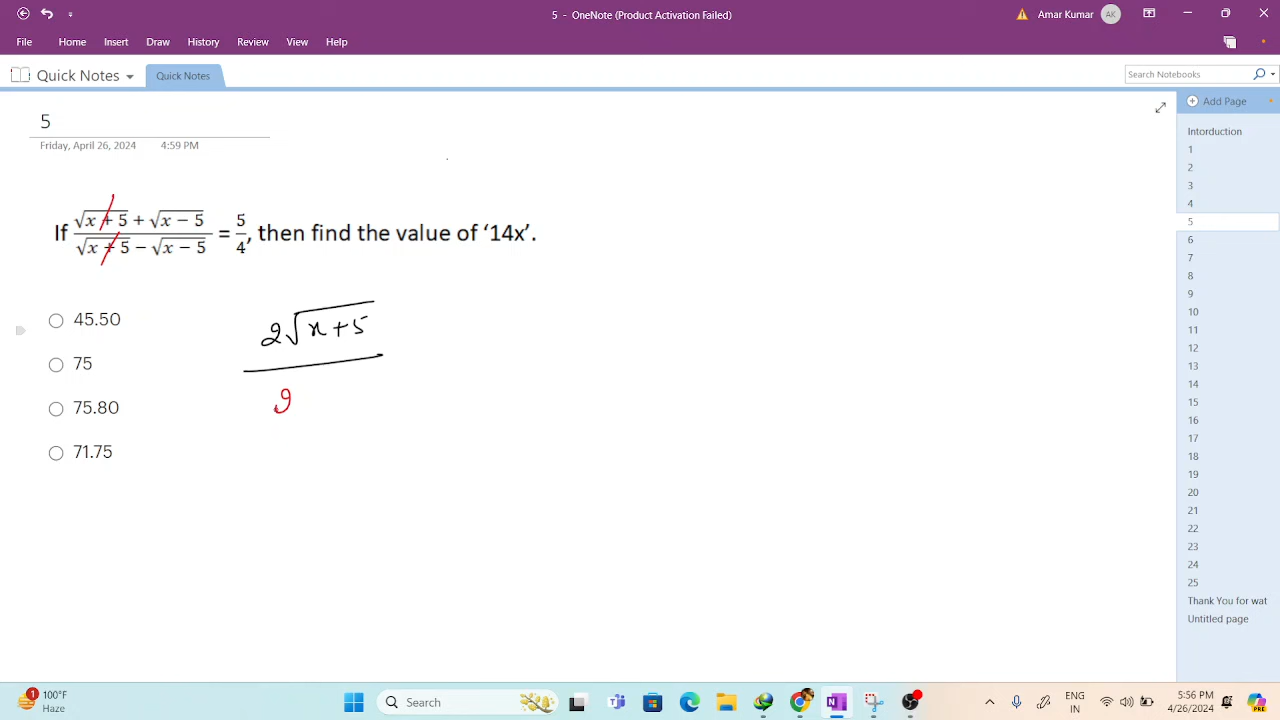 5 - OneNote (Product Activation Failed)
Amar Kumar AK
File Home Insert Draw History Review View Help
Quick Notes
Quick Notes
Search Notebooks
5
Friday, April 26, 2024 4:59 PM
If (√(x + 5) + √(x − 5)) / (√(x + 5) − √(x − 5)) = 5/4, then find the value of ‘14x’.
45.50
75
75.80
71.75
2√(x+5)
Add Page
Intorduction
1
2
3
4
5
6
7
8
9
10
11
12
13
14
15
16
17
18
19
20
21
22
23
24
25
Thank You for wat
Untitled page
1
100°F
Haze
Search
ENG
IN
5:56 PM
4/26/2024